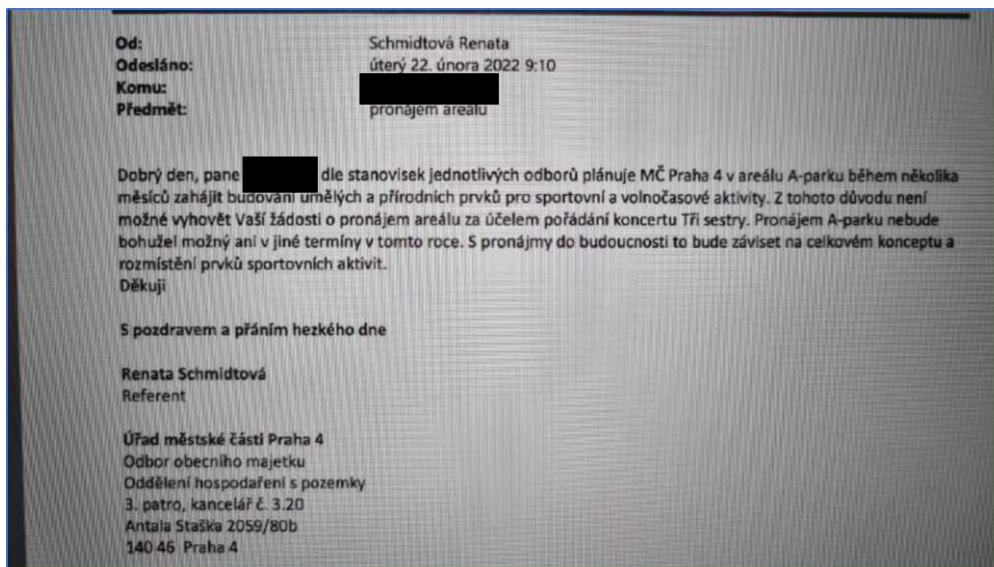 Od: Schmidtová Renata
Odesláno: úterý 22. února 2022 9:10
Komu:
Předmět: pronájem areálu
Dobrý den, pane dle stanovisek jednotlivých odborů plánuje MČ Praha 4 v areálu A-parku během několika
měsíců zahájit budování umělých a přírodních prvků pro sportovní a volnočasové aktivity. Z tohoto důvodu není
možné vyhovět Vaší žádosti o pronájem areálu za účelem pořádání koncertu Tři sestry. Pronájem A-parku nebude
bohužel možný ani v jiné termíny v tomto roce. S pronájmy do budoucnosti to bude záviset na celkovém konceptu a
rozmístění prvků sportovních aktivit.
Děkuji
S pozdravem a přáním hezkého dne
Renata Schmidtová
Referent
Úřad městské části Praha 4
Odbor obecního majetku
Oddělení hospodaření s pozemky
3. patro, kancelář č. 3.20
Antala Staška 2059/80b
140 46 Praha 4